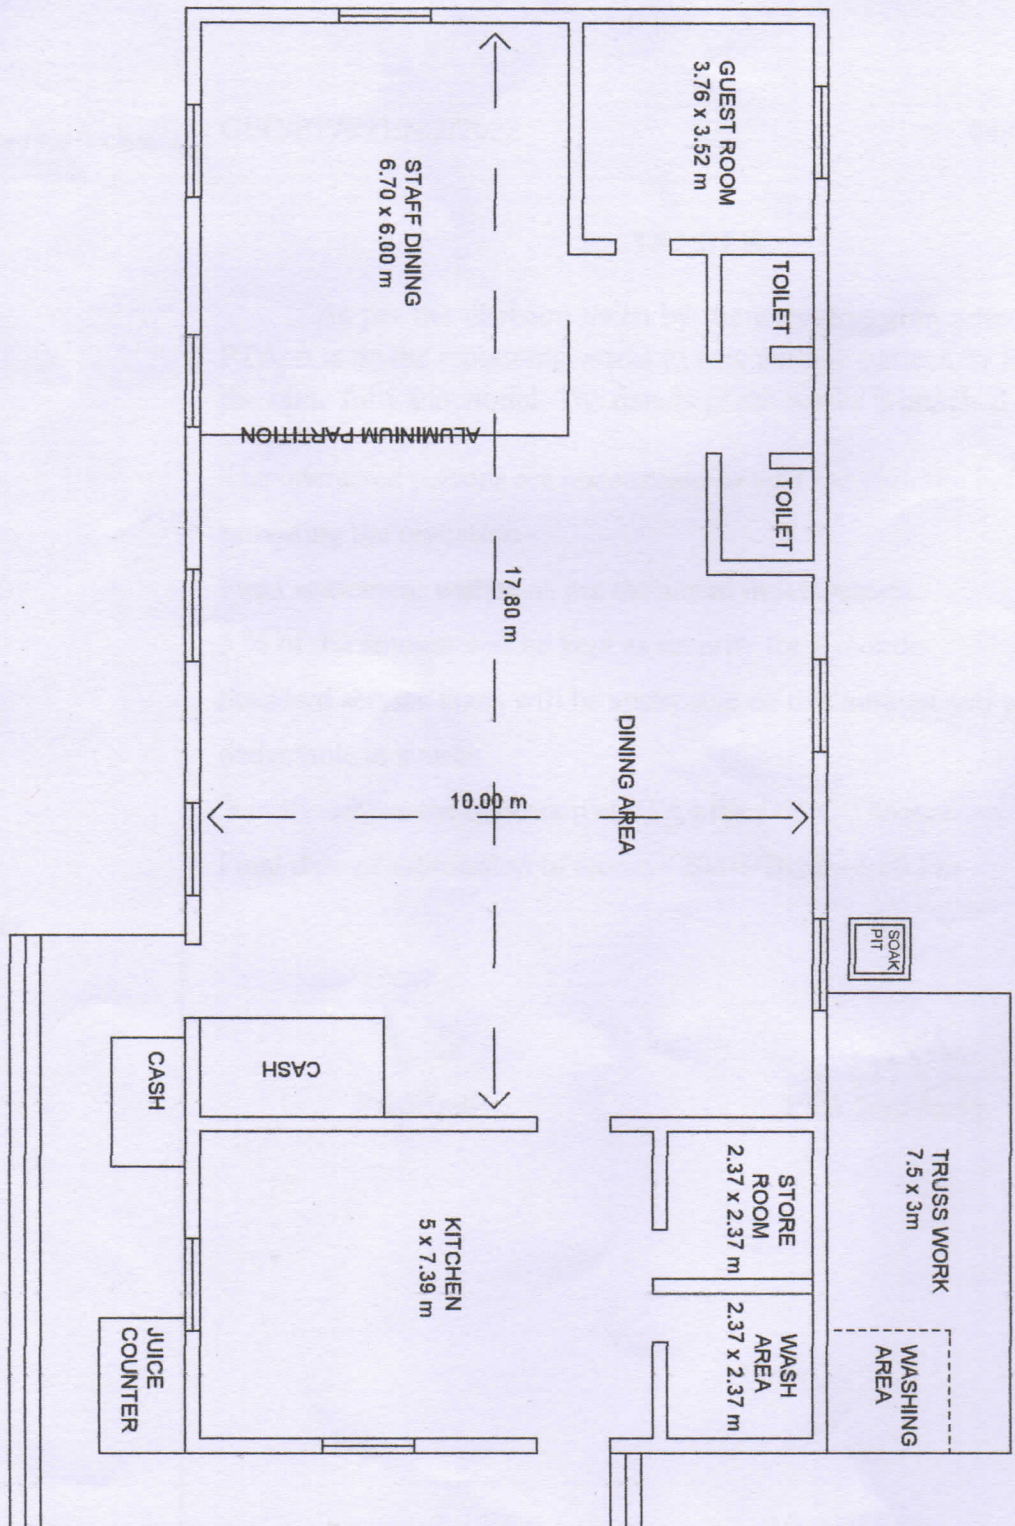 GUEST ROOM
3.76 x 3.52 m
STAFF DINING
6.70 x 6.00 m
TOILET
ALUMINIUM PARTITION
TOILET
17.80 m
DINING AREA
10.00 m
SOAK
PIT
CASH
CASH
STORE
ROOM
2.37 x 2.37 m
TRUSS WORK
7.5 x 3m
KITCHEN
5 x 7.39 m
WASH
AREA
2.37 x 2.37 m
WASHING
AREA
JUICE
COUNTER